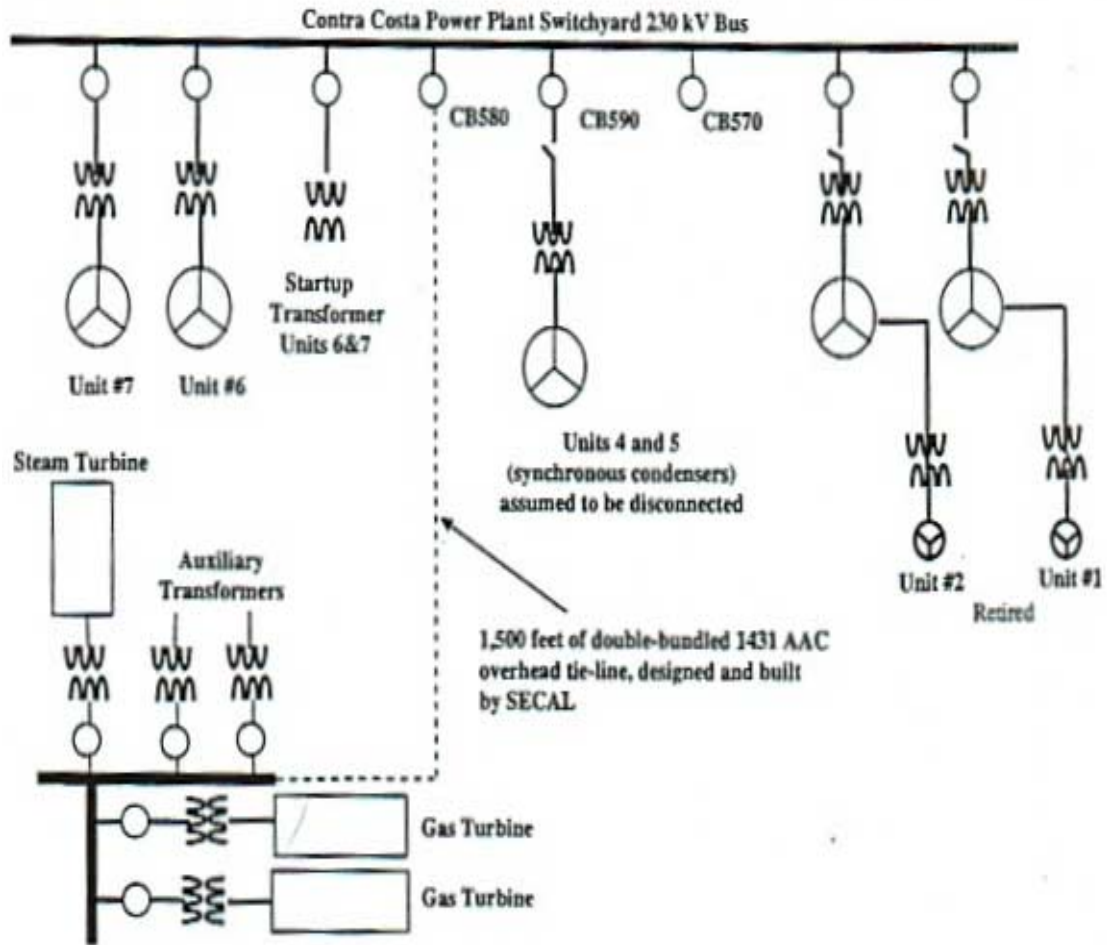 Contra Costa Power Plant Switchyard 230 kV Bus
CB580
CB590
CB570
Startup
Transformer
Units 6&7
Unit #7
Unit #6
Units 4 and 5
(synchronous condensers)
assumed to be disconnected
Unit #2
Unit #1
Retired
Steam Turbine
Auxiliary
Transformers
1,500 feet of double-bundled 1431 AAC
overhead tie-line, designed and built
by SECAL
Gas Turbine
Gas Turbine